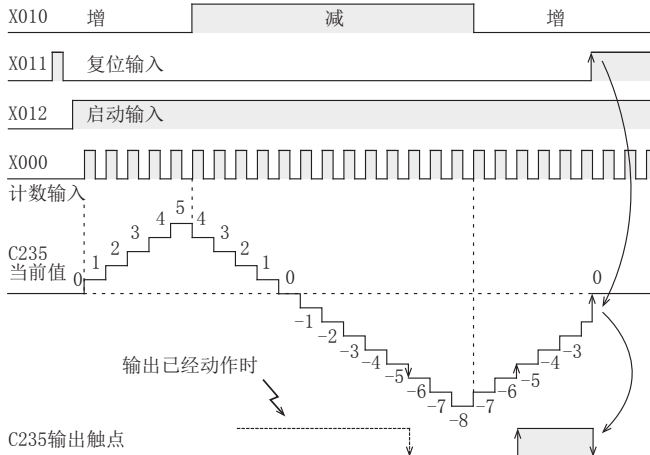 X010 增 减 增
X011 复位输入
X012 启动输入
X000
计数输入
C235
当前值
0 1 2 3 4 5 4 3 2 1 0
-1 -2 -3 -4 -5 -6 -7 -8 -7 -6 -5 -4 -3 0
输出已经动作时
C235输出触点